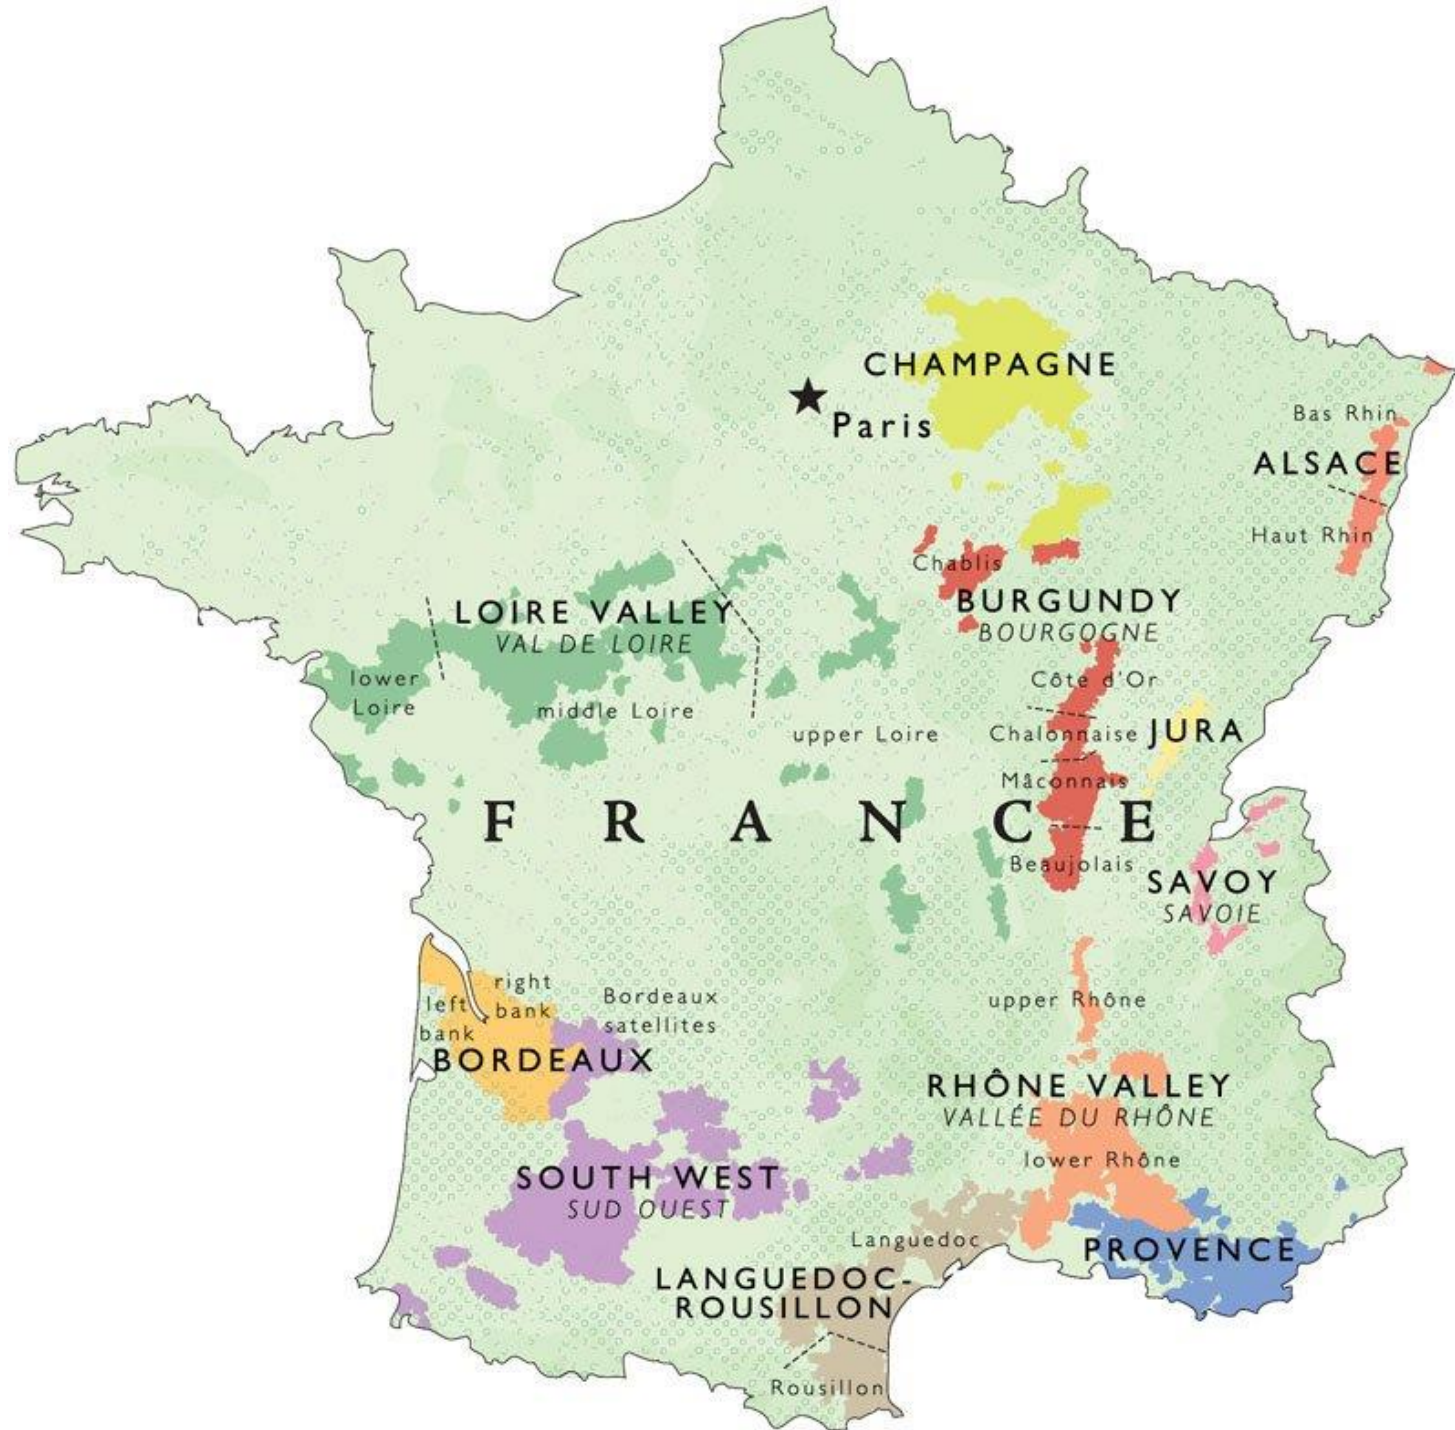 CHAMPAGNE
Paris
Bas Rhin
ALSACE
Haut Rhin
Chablis
BURGUNDY
BOURGOGNE
LOIRE VALLEY
VAL DE LOIRE
lower
Loire
middle Loire
upper Loire
Côte d'Or
Chalonnaise
JURA
Mâconnais
FRANCE
Beaujolais
SAVOY
SAVOIE
right
bank
left
bank
Bordeaux
satellites
BORDEAUX
upper Rhône
RHÔNE VALLEY
VALLÉE DU RHÔNE
lower Rhône
SOUTH WEST
SUD OUEST
Languedoc
PROVENCE
LANGUEDOC-
ROUSILLON
Rousillon